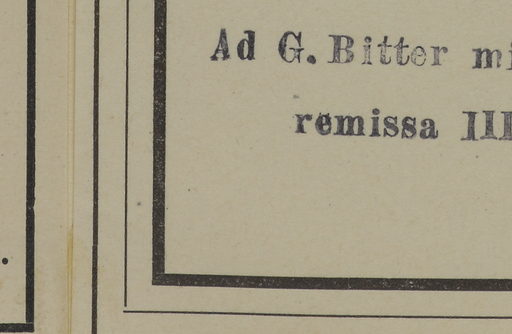 Ad G. Bitter
remissa